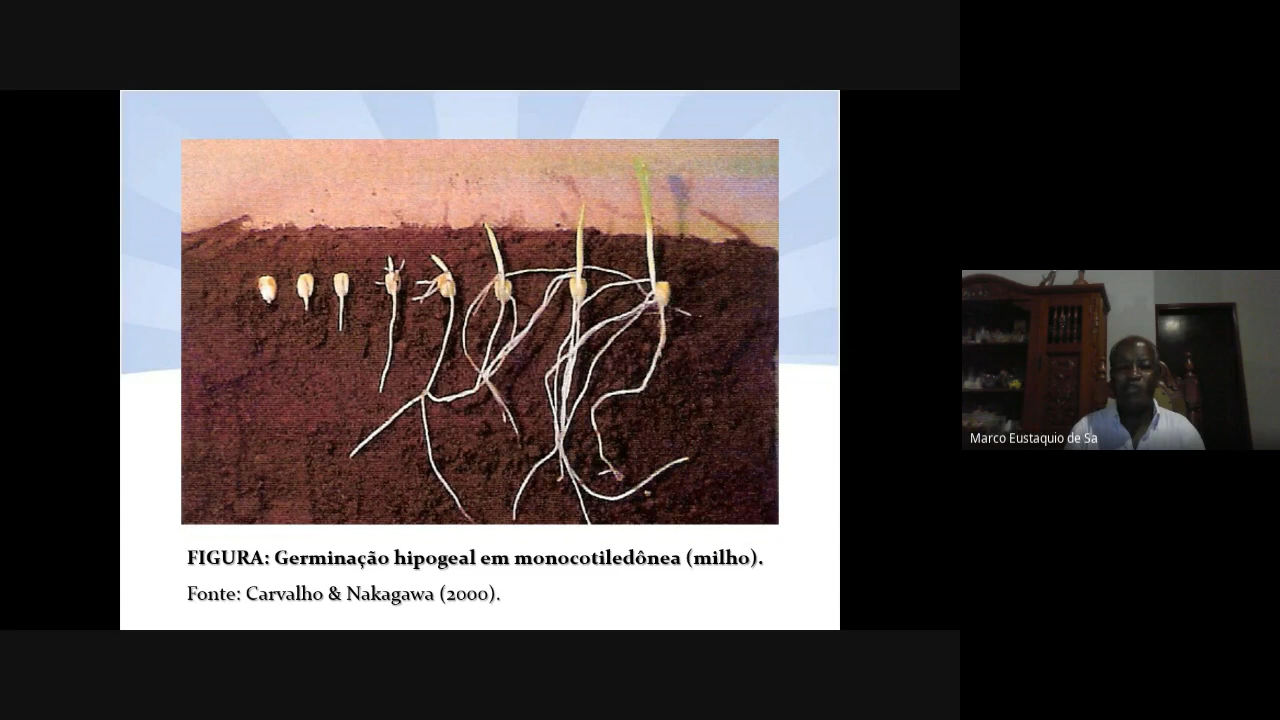 FIGURA: Germinação hipogeal em monocotiledônea (milho).
Fonte: Carvalho & Nakagawa (2000).
Marco Eustaquio de Sa